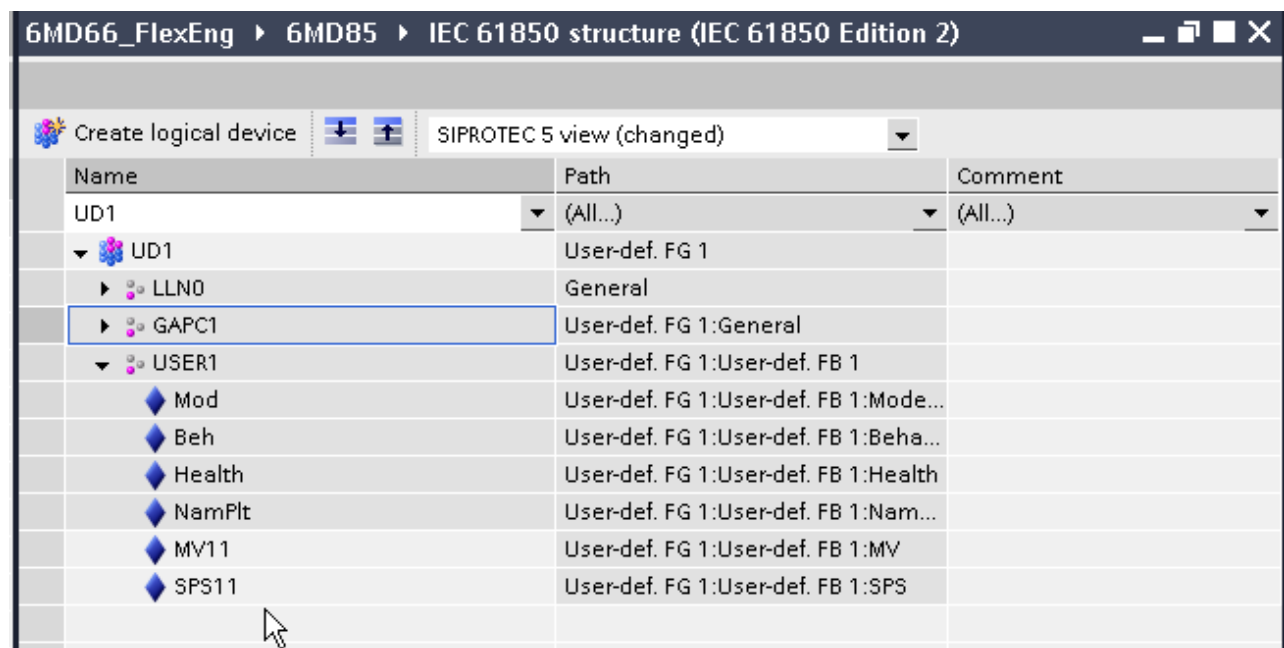 6MD66_FlexEng ▸ 6MD85 ▸ IEC 61850 structure (IEC 61850 Edition 2)
Create logical device SIPROTEC 5 view (changed)
Name Path Comment
UD1 (All...) (All...)
UD1 User-def. FG 1
LLN0 General
GAPC1 User-def. FG 1:General
USER1 User-def. FG 1:User-def. FB 1
Mod User-def. FG 1:User-def. FB 1:Mode...
Beh User-def. FG 1:User-def. FB 1:Beha...
Health User-def. FG 1:User-def. FB 1:Health
NamPlt User-def. FG 1:User-def. FB 1:Nam...
MV11 User-def. FG 1:User-def. FB 1:MV
SPS11 User-def. FG 1:User-def. FB 1:SPS